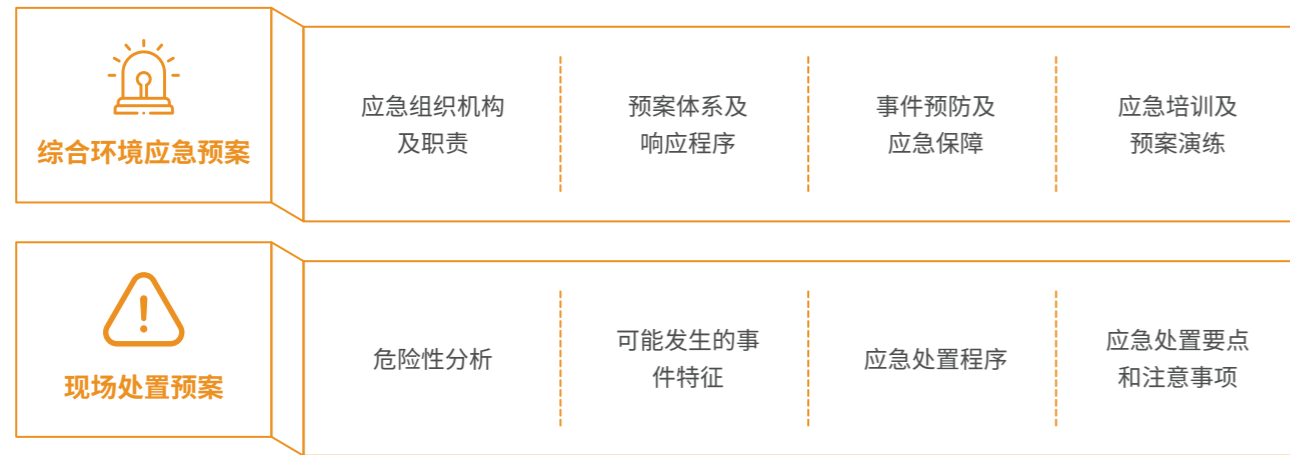 综合环境应急预案
应急组织机构
及职责
预案体系及
响应程序
事件预防及
应急保障
应急培训及
预案演练
现场处置预案
危险性分析
可能发生的事
件特征
应急处置程序
应急处置要点
和注意事项